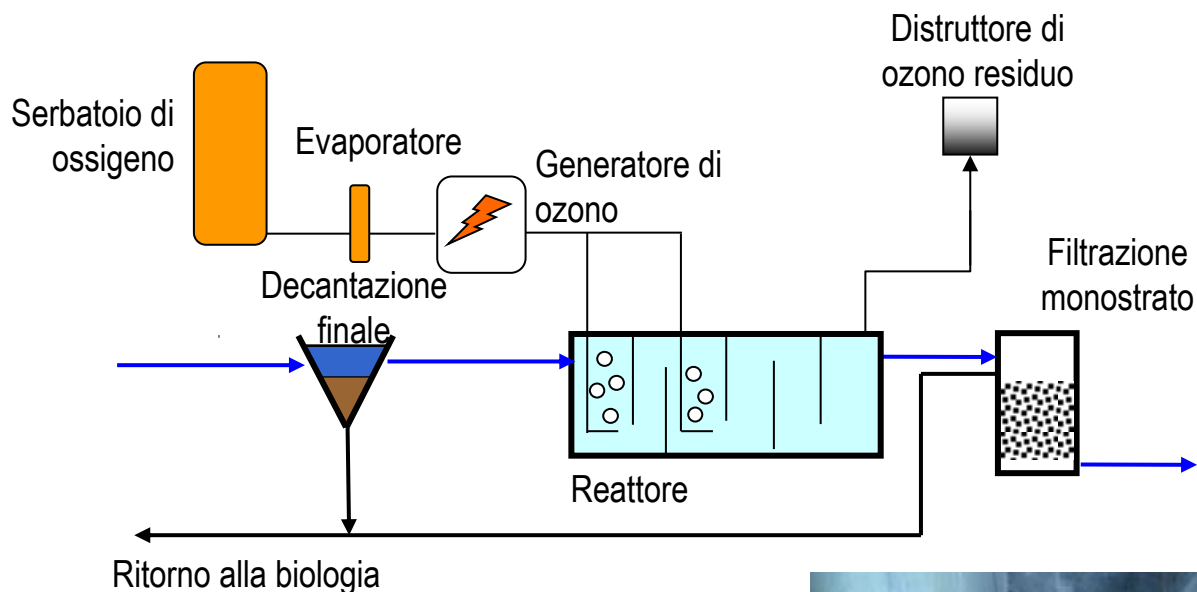 Distruttore di
ozono residuo
Serbatoio di
ossigeno
Evaporatore
Generatore di
ozono
Filtrazione
monostrato
Decantazione
finale
Reattore
Ritorno alla biologia